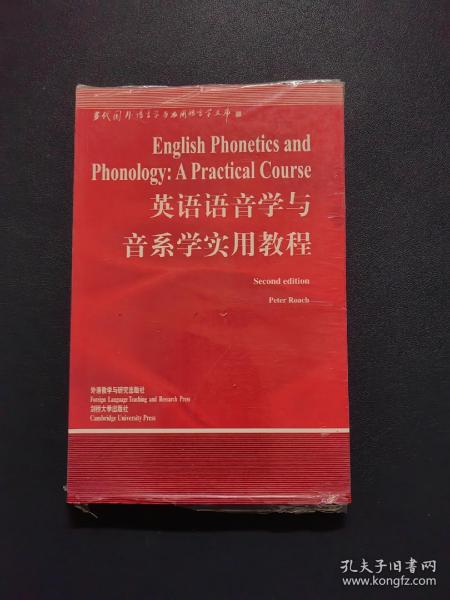 当代国外语言学与应用语言学文库
English Phonetics and
Phonology: A Practical Course
英语语音学与
音系学实用教程
Second edition
Peter Roach
外语教学与研究出版社
Foreign Language Teaching and Research Press
剑桥大学出版社
Cambridge University Press
孔夫子旧书网
www.kongfz.com